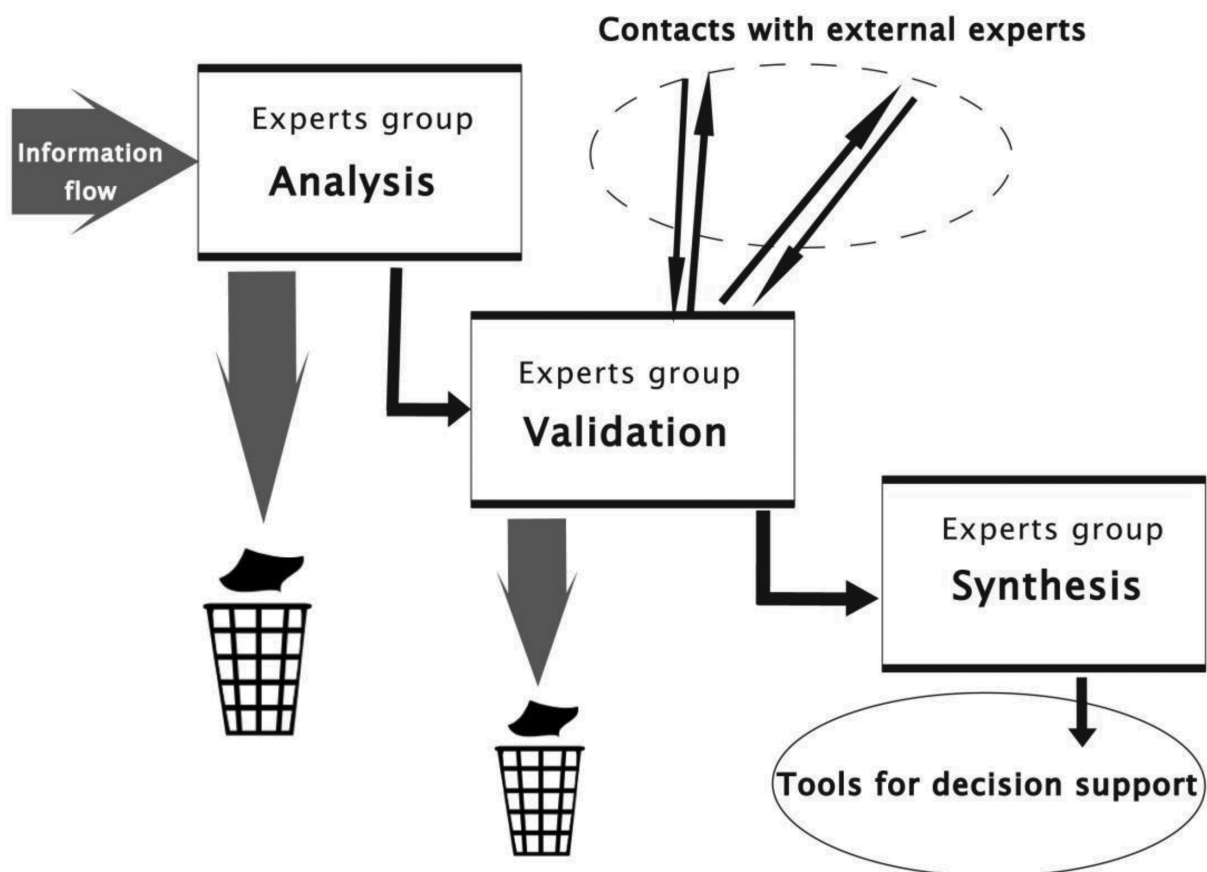 Contacts with external experts
Information
flow
Experts group
Analysis
Experts group
Validation
Experts group
Synthesis
Tools for decision support